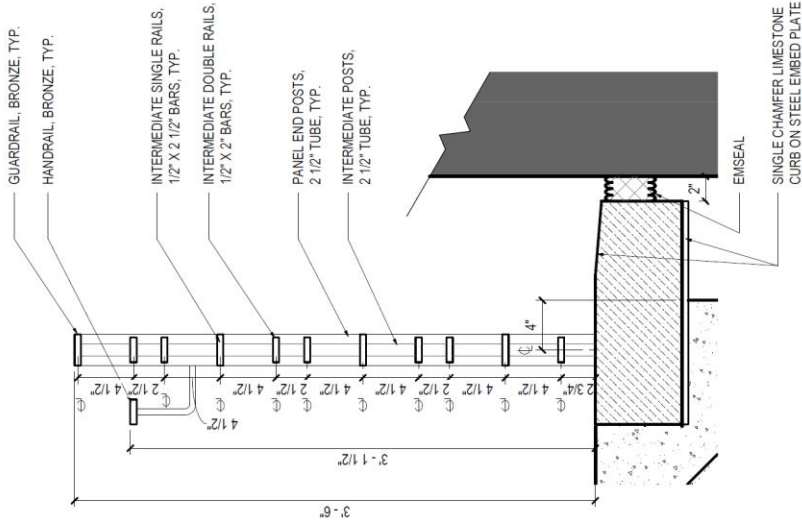 GUARDRAIL, BRONZE, TYP.
HANDRAIL, BRONZE, TYP.
INTERMEDIATE SINGLE RAILS,
1/2" X 2 1/2" BARS, TYP.
INTERMEDIATE DOUBLE RAILS,
1/2" X 2" BARS, TYP.
PANEL END POSTS,
2 1/2" TUBE, TYP.
INTERMEDIATE POSTS,
2 1/2" TUBE, TYP.
EMSEAL
SINGLE CHAMFER LIMESTONE
CURB ON STEEL EMBED PLATE
2"
4"
℄
4 1/2"
2 1/2"
4 1/2"
4 1/2"
2 1/2"
4 1/2"
4 1/2"
2 1/2"
4 1/2"
4 1/2"
2 3/4"
℄
℄
℄
℄
℄
4 1/2"
3' - 1 1/2"
3' - 6"